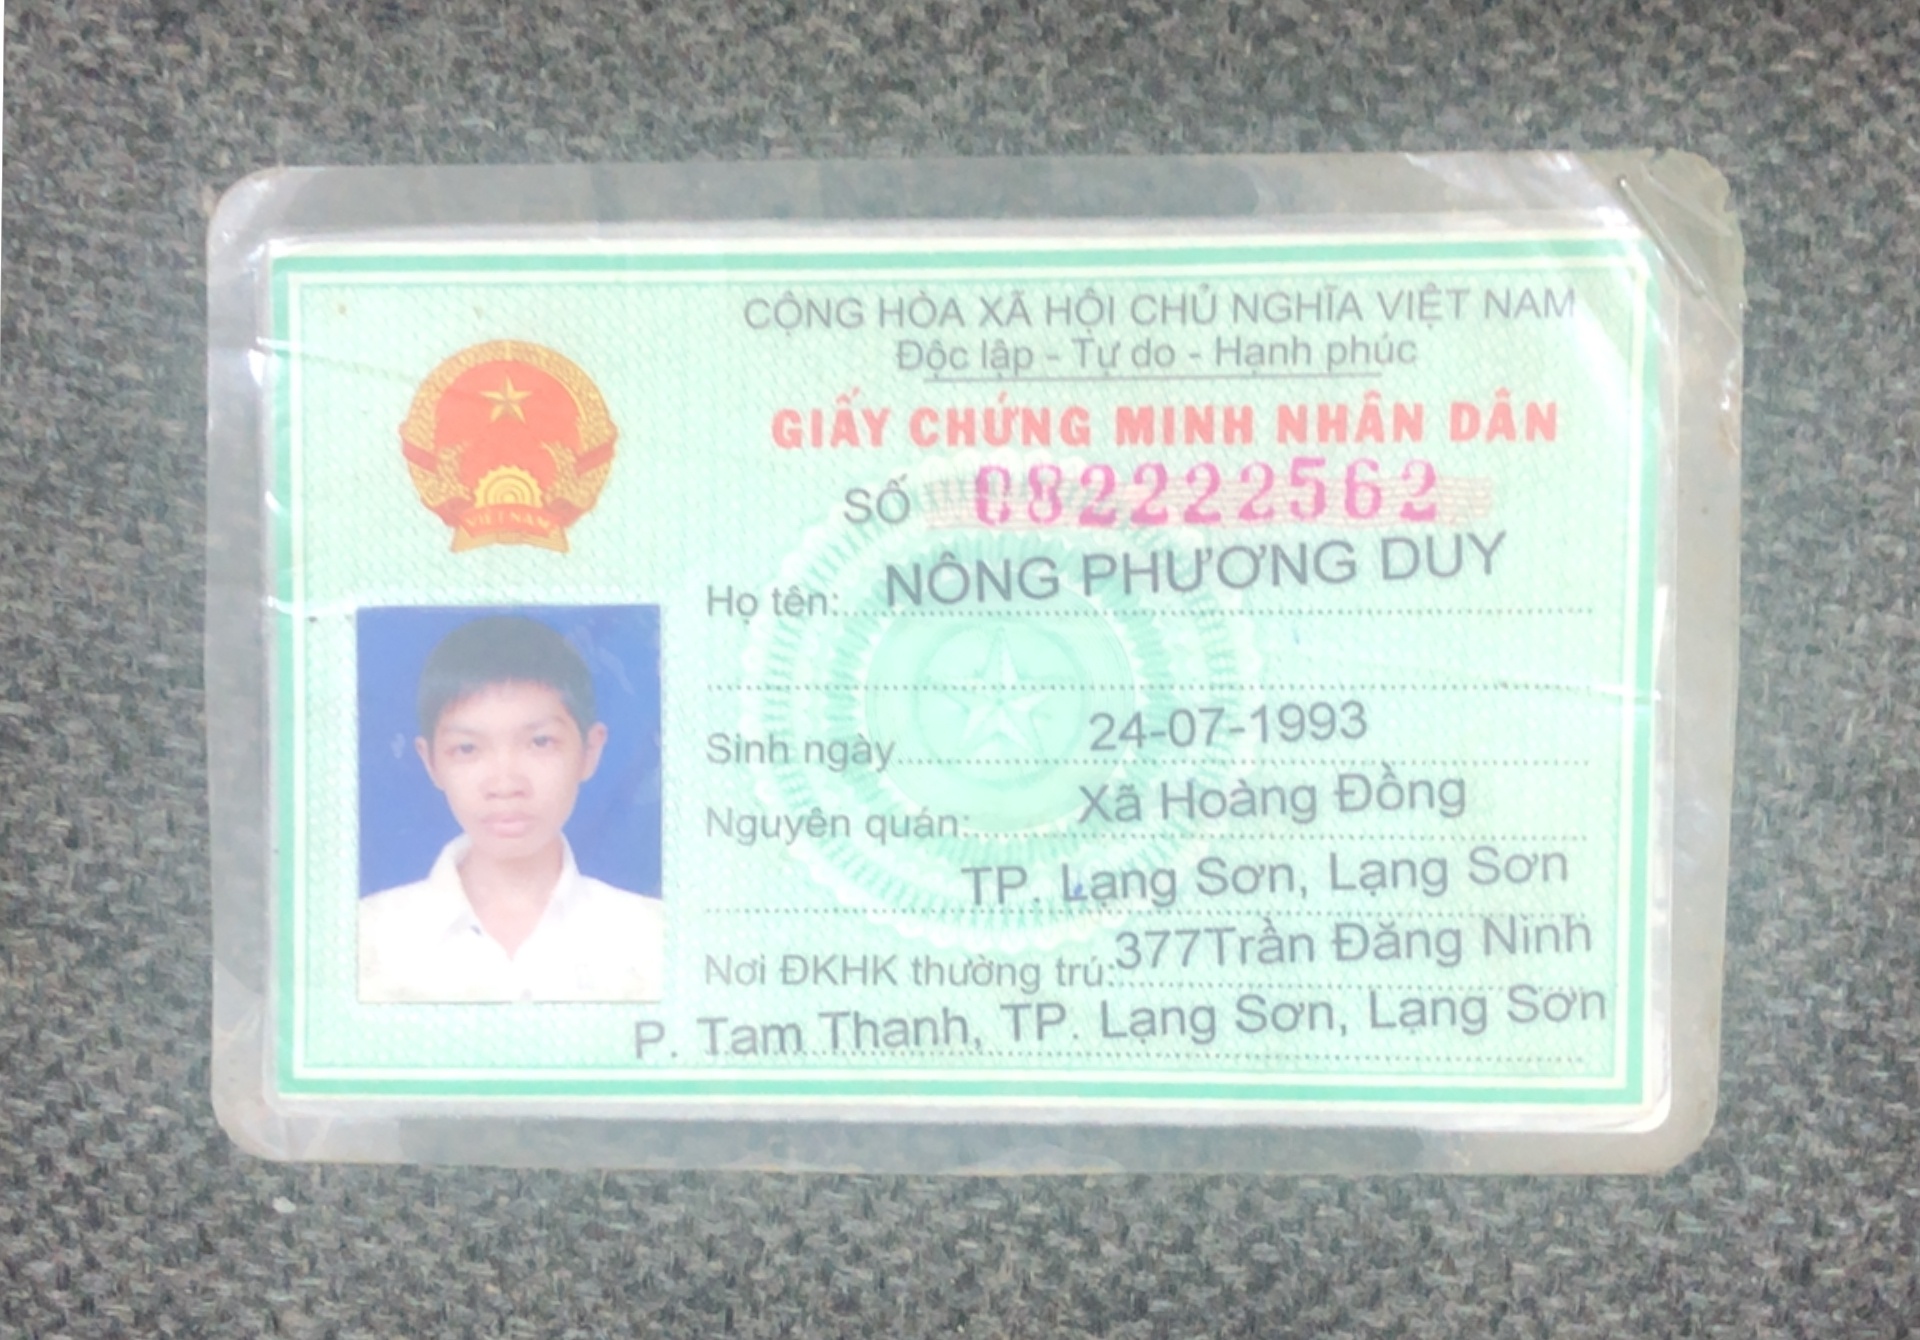 CỘNG HÒA XÃ HỘI CHỦ NGHĨA VIỆT NAM
Độc lập - Tự do - Hạnh phúc
GIẤY CHỨNG MINH NHÂN DÂN
SỐ 082222562
Họ tên: NÔNG PHƯƠNG DUY
Sinh ngày 24-07-1993
Nguyên quán: Xã Hoàng Đồng
TP. Lạng Sơn, Lạng Sơn
Nơi ĐKHK thường trú: 377Trần Đăng Ninh
P. Tam Thanh, TP. Lạng Sơn, Lạng Sơn
VIET NAM